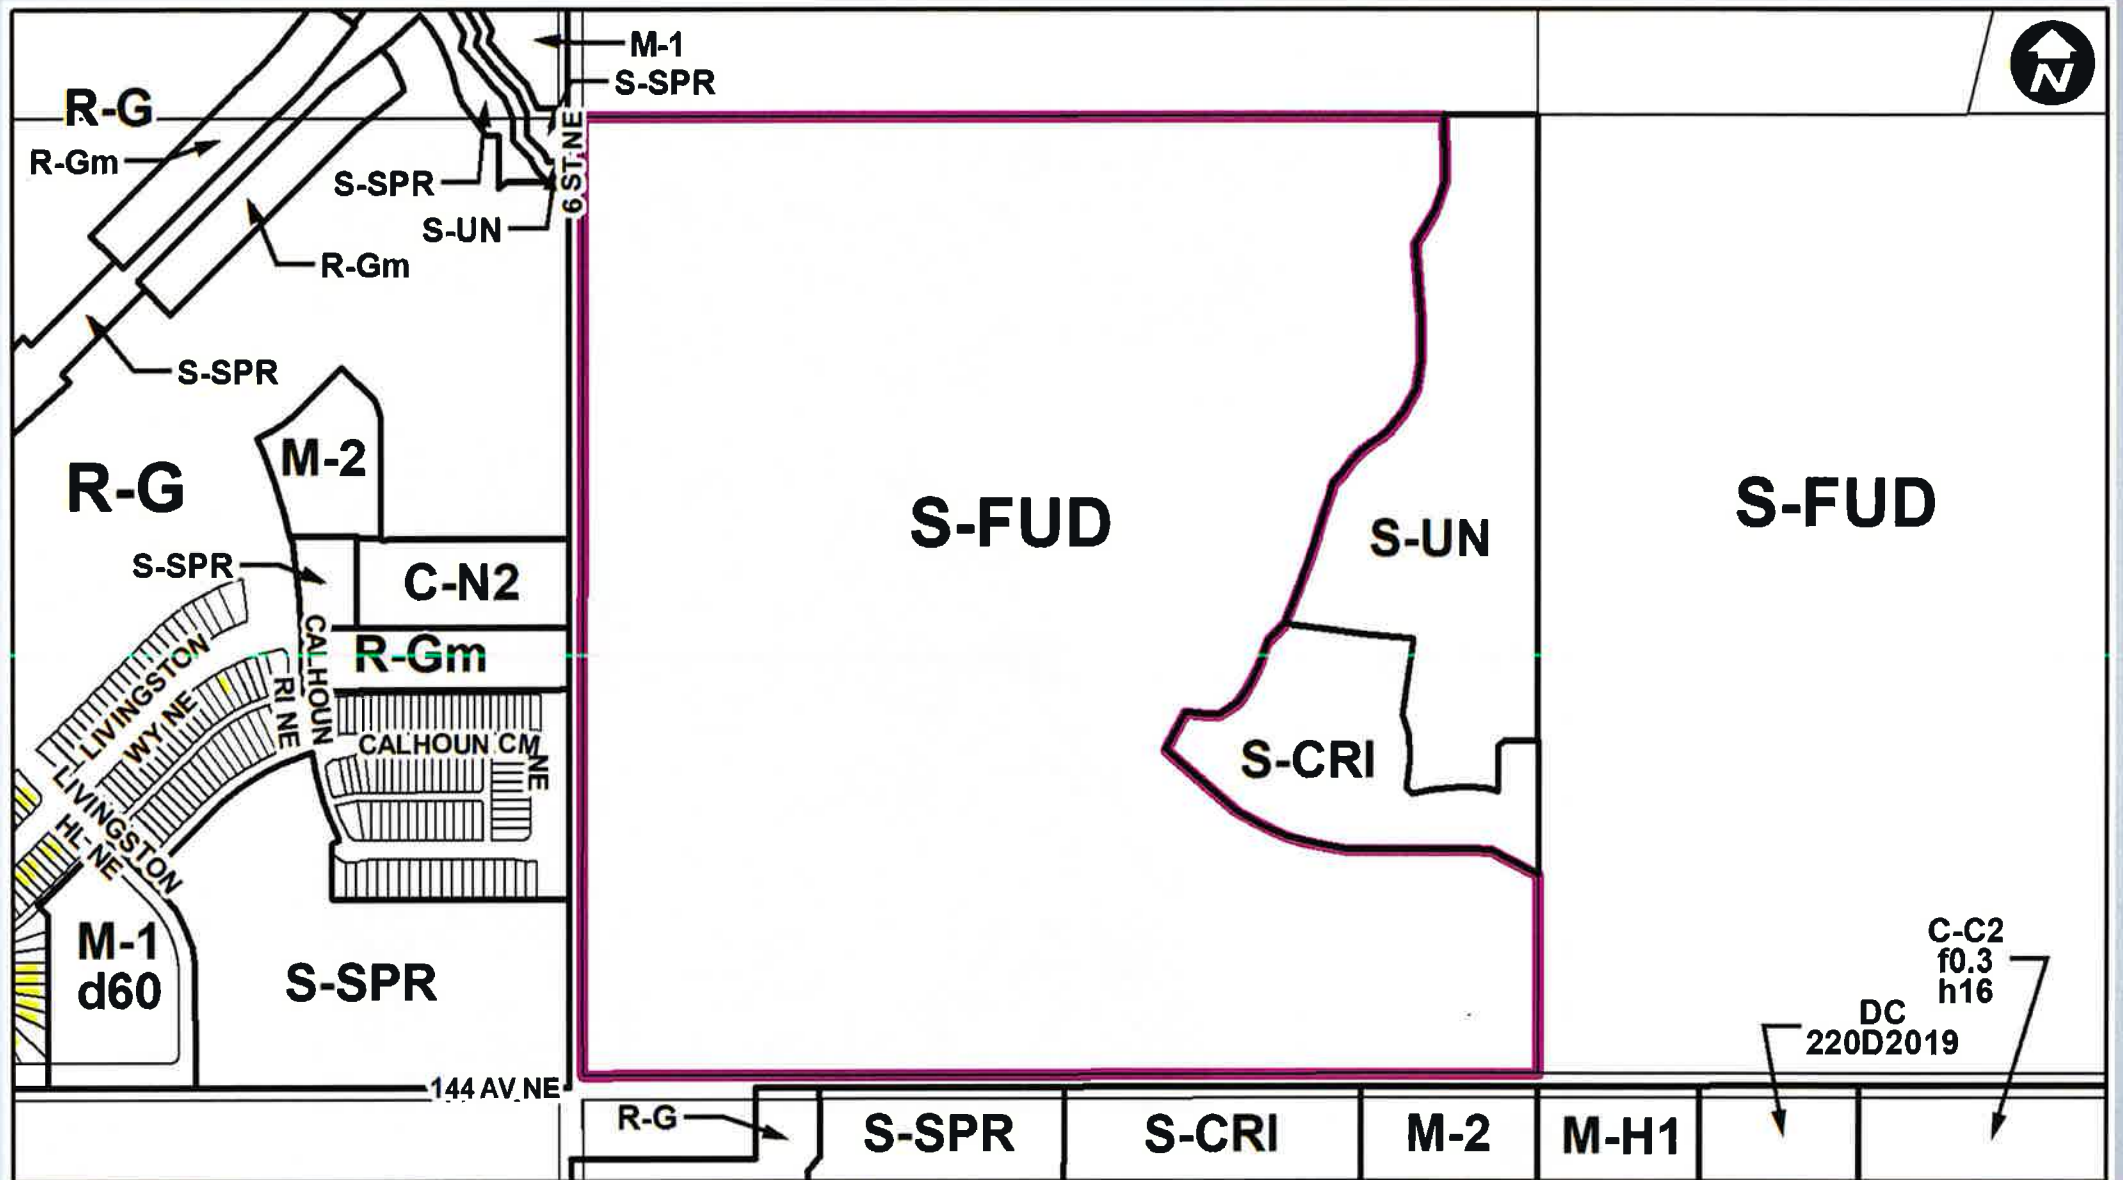 M-1
S-SPR
N
R-G
R-Gm
S-SPR
6 ST NE
S-UN
R-Gm
S-SPR
M-2
R-G
S-FUD
S-FUD
S-UN
S-SPR
C-N2
CALHOUN
RI NE
R-Gm
LIVINGSTON
WY NE
CALHOUN CM
NE
S-CRI
LIVINGSTON
HL NE
M-1
d60
S-SPR
C-C2
f0.3
h16
DC
220D2019
144 AV NE
R-G
S-SPR
S-CRI
M-2
M-H1